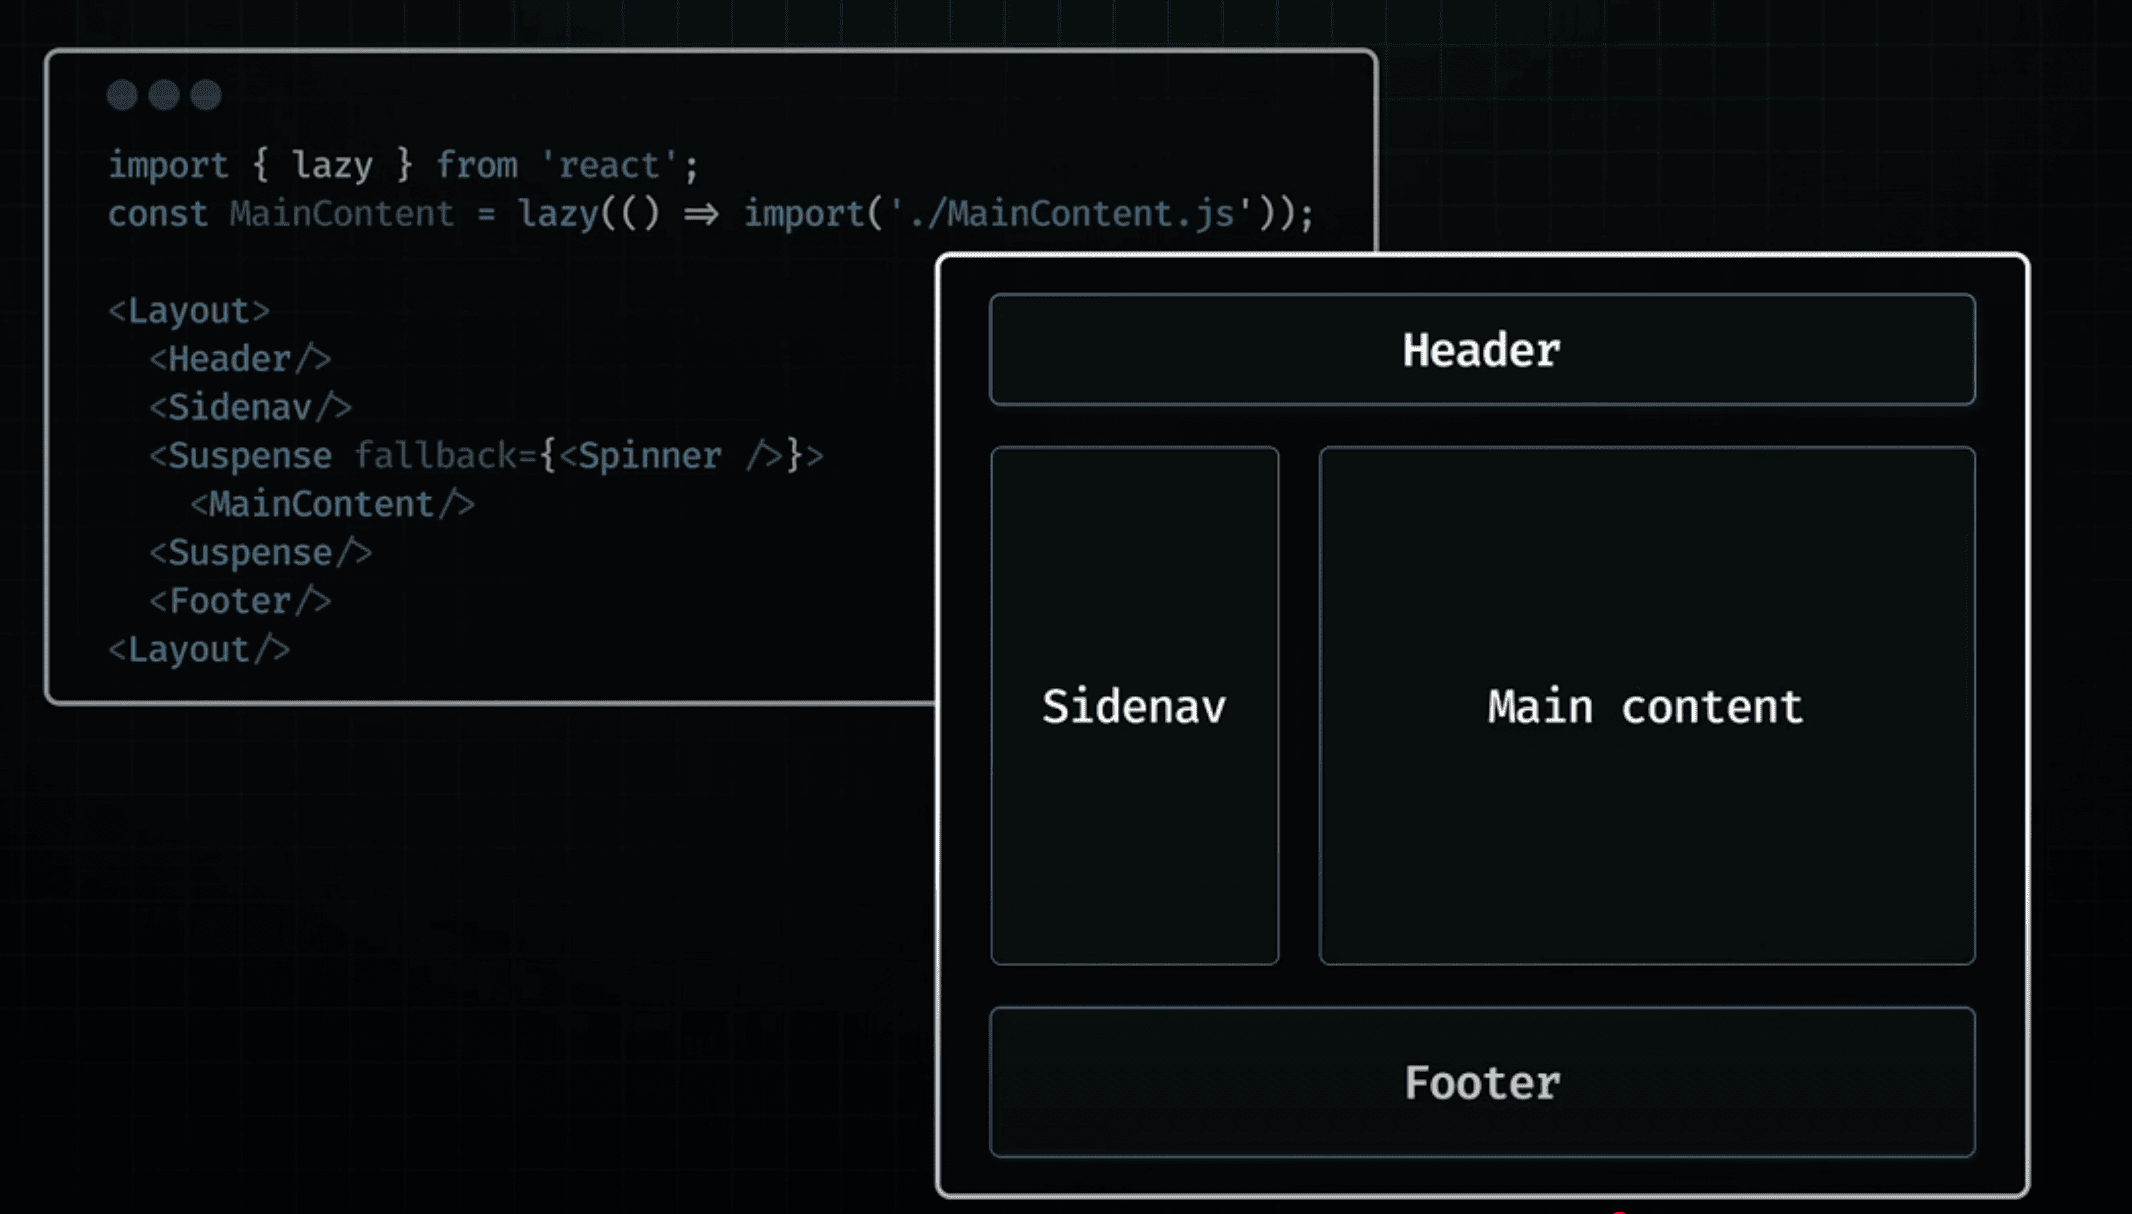 import { lazy } from 'react';
const MainContent = lazy(() => import('./MainContent.js'));
<Layout>
<Header/>
<Sidenav/>
<Suspense fallback={<Spinner />}>
<MainContent/>
<Suspense/>
<Footer/>
<Layout/>
Header
Sidenav
Main content
Footer